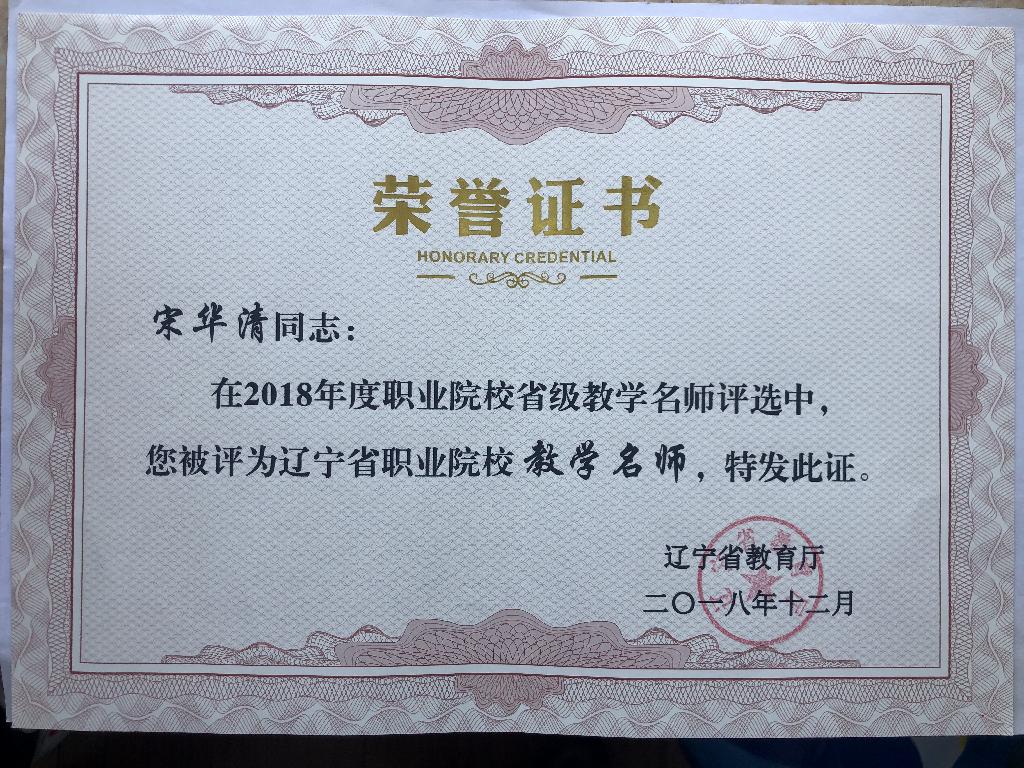 荣誉证书
HONORARY CREDENTIAL
宋华清同志：
在2018年度职业院校省级教学名师评选中，
您被评为辽宁省职业院校教学名师，特发此证。
辽宁省教育厅
二〇一八年十二月